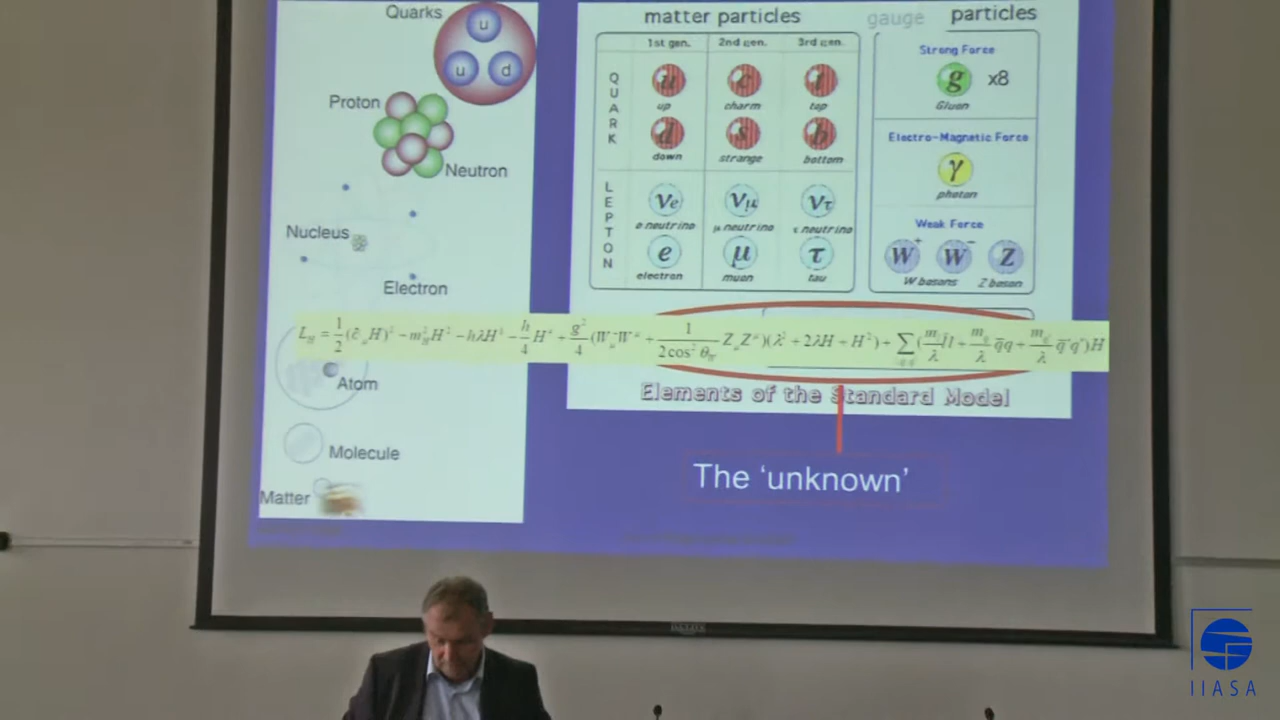 Quarks
u
u d
Proton
Neutron
Nucleus
Electron
Atom
Molecule
Matter
matter particles
1st gen. 2nd gen. 3rd gen.
QUARK
u c t
up charm top
d s b
down strange bottom
LEPTON
νe νμ ντ
e neutrino μ neutrino τ neutrino
e μ τ
electron muon tau
gauge particles
Strong Force
g x8
Gluon
Electro-Magnetic Force
γ
photon
Weak Force
W+ W- Z
W bosons Z boson
Elements of the Standard Model
The 'unknown'
IIASA